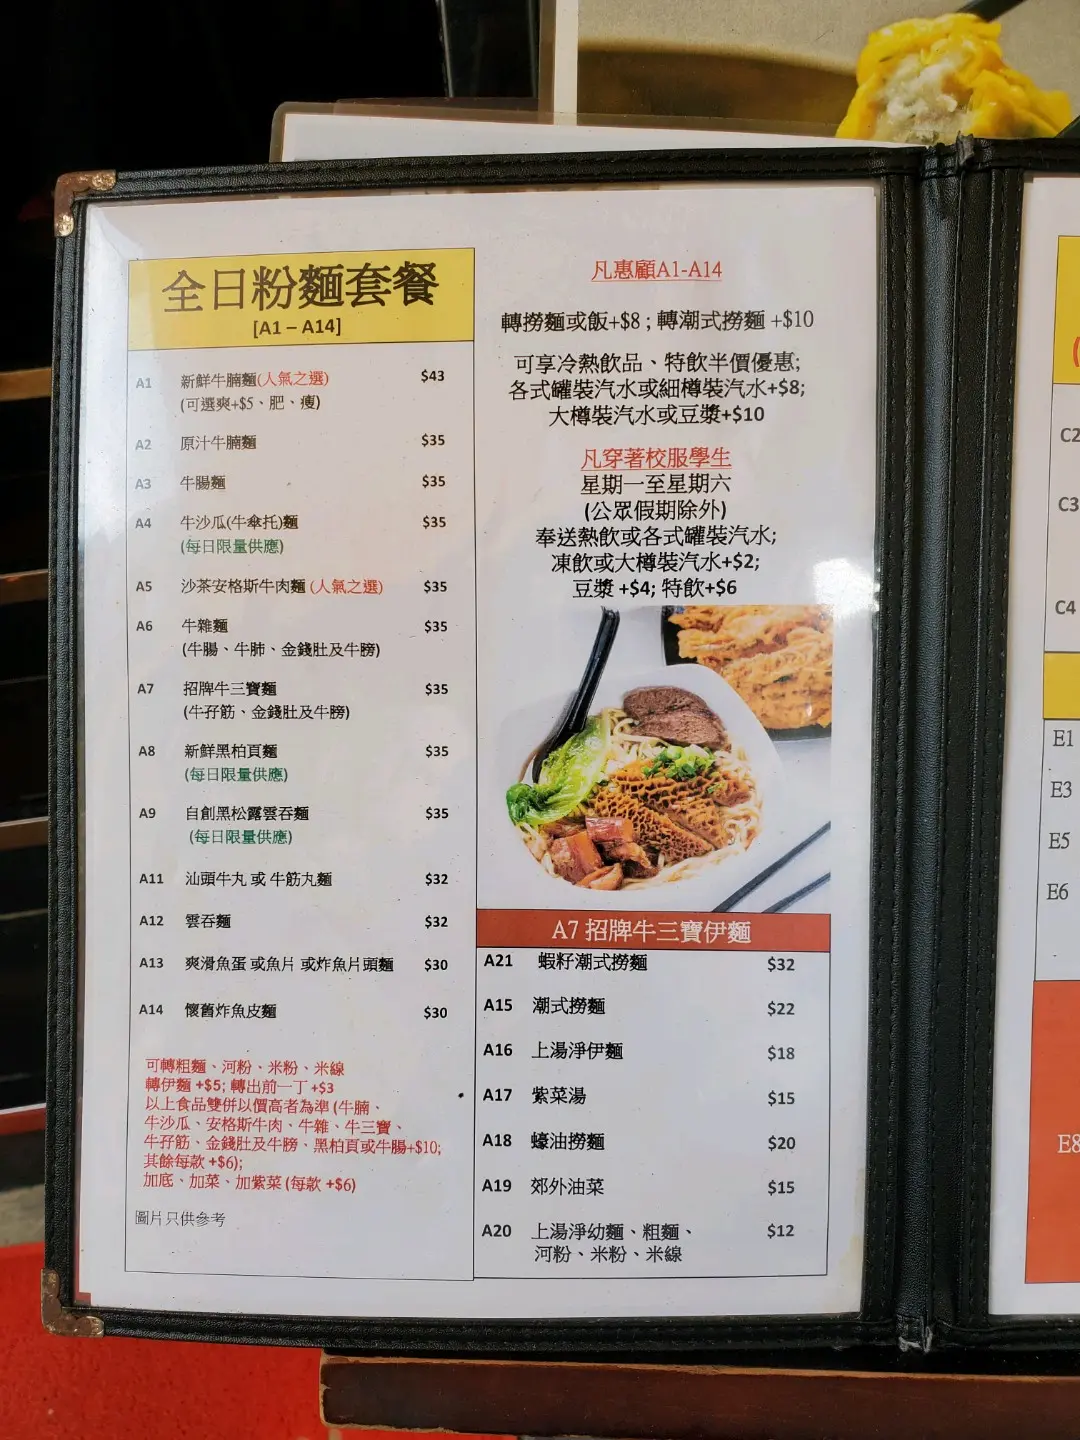 全日粉麵套餐
[A1 – A14]
A1 新鮮牛腩麵(人氣之選) $43
(可選爽+$5、肥、瘦)
A2 原汁牛腩麵 $35
A3 牛腸麵 $35
A4 牛沙瓜(牛傘托)麵 $35
(每日限量供應)
A5 沙茶安格斯牛肉麵 (人氣之選) $35
A6 牛雜麵 $35
(牛腸、牛肺、金錢肚及牛膀)
A7 招牌牛三寶麵 $35
(牛孖筋、金錢肚及牛膀)
A8 新鮮黑柏頁麵 $35
(每日限量供應)
A9 自創黑松露雲吞麵 $35
(每日限量供應)
A11 汕頭牛丸 或 牛筋丸麵 $32
A12 雲吞麵 $32
A13 爽滑魚蛋 或魚片 或炸魚片頭麵 $30
A14 懷舊炸魚皮麵 $30
可轉粗麵、河粉、米粉、米線
轉伊麵 +$5; 轉出前一丁 +$3
以上食品雙併以價高者為準 (牛腩、
牛沙瓜、安格斯牛肉、牛雜、牛三寶、
牛孖筋、金錢肚及牛膀、黑柏頁或牛腸+$10;
其餘每款 +$6);
加底、加菜、加紫菜 (每款 +$6)
圖片只供參考
凡惠顧A1-A14
轉撈麵或飯+$8 ; 轉潮式撈麵 +$10
可享冷熱飲品、特飲半價優惠;
各式罐裝汽水或細樽裝汽水+$8;
大樽裝汽水或豆漿+$10
凡穿著校服學生
星期一至星期六
(公眾假期除外)
奉送熱飲或各式罐裝汽水;
凍飲或大樽裝汽水+$2;
豆漿 +$4; 特飲+$6
A7 招牌牛三寶伊麵
A21 蝦籽潮式撈麵 $32
A15 潮式撈麵 $22
A16 上湯淨伊麵 $18
A17 紫菜湯 $15
A18 蠔油撈麵 $20
A19 郊外油菜 $15
A20 上湯淨幼麵、粗麵、 $12
河粉、米粉、米線
C2
C3
C4
E1
E3
E5
E6
E8